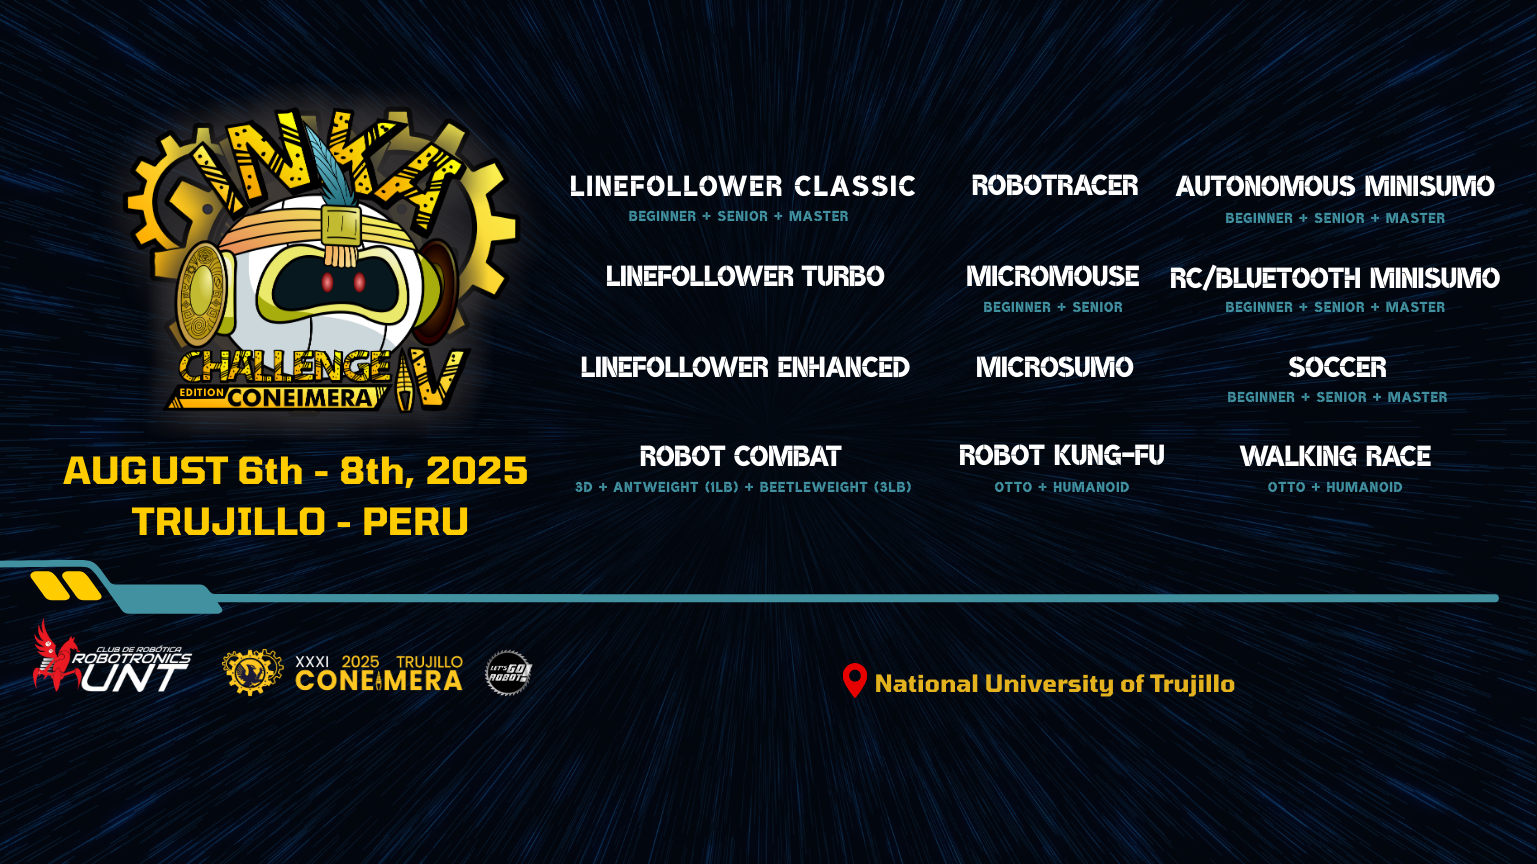 INKA
CHALLENGE IV
EDITION CONEIMERA
AUGUST 6th - 8th, 2025
TRUJILLO - PERU
LINEFOLLOWER CLASSIC
BEGINNER + SENIOR + MASTER
ROBOTRACER
AUTONOMOUS MINISUMO
BEGINNER + SENIOR + MASTER
LINEFOLLOWER TURBO
MICROMOUSE
BEGINNER + SENIOR
RC/BLUETOOTH MINISUMO
BEGINNER + SENIOR + MASTER
LINEFOLLOWER ENHANCED
MICROSUMO
SOCCER
BEGINNER + SENIOR + MASTER
ROBOT COMBAT
3D + ANTWEIGHT (1LB) + BEETLEWEIGHT (3LB)
ROBOT KUNG-FU
OTTO + HUMANOID
WALKING RACE
OTTO + HUMANOID
CLUB DE ROBÓTICA
ROBOTRONICS
UNT
XXXI 2025 TRUJILLO
CONEIMERA
LET'S GO
ROBOT!
National University of Trujillo